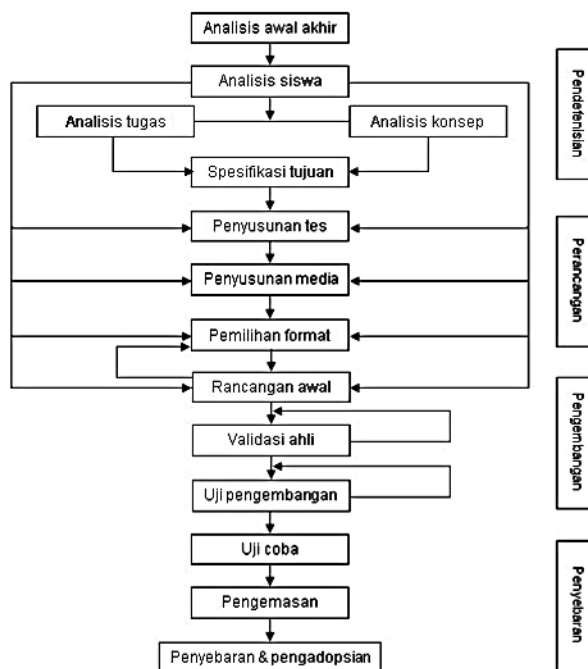 Analisis awal akhir
Analisis siswa
Analisis tugas
Analisis konsep
Spesifikasi tujuan
Penyusunan tes
Penyusunan media
Pemilihan format
Rancangan awal
Validasi ahli
Uji pengembangan
Uji coba
Pengemasan
Penyebaran & pengadopsian
Pendefenisian
Perancangan
Pengembangan
Penyebaran